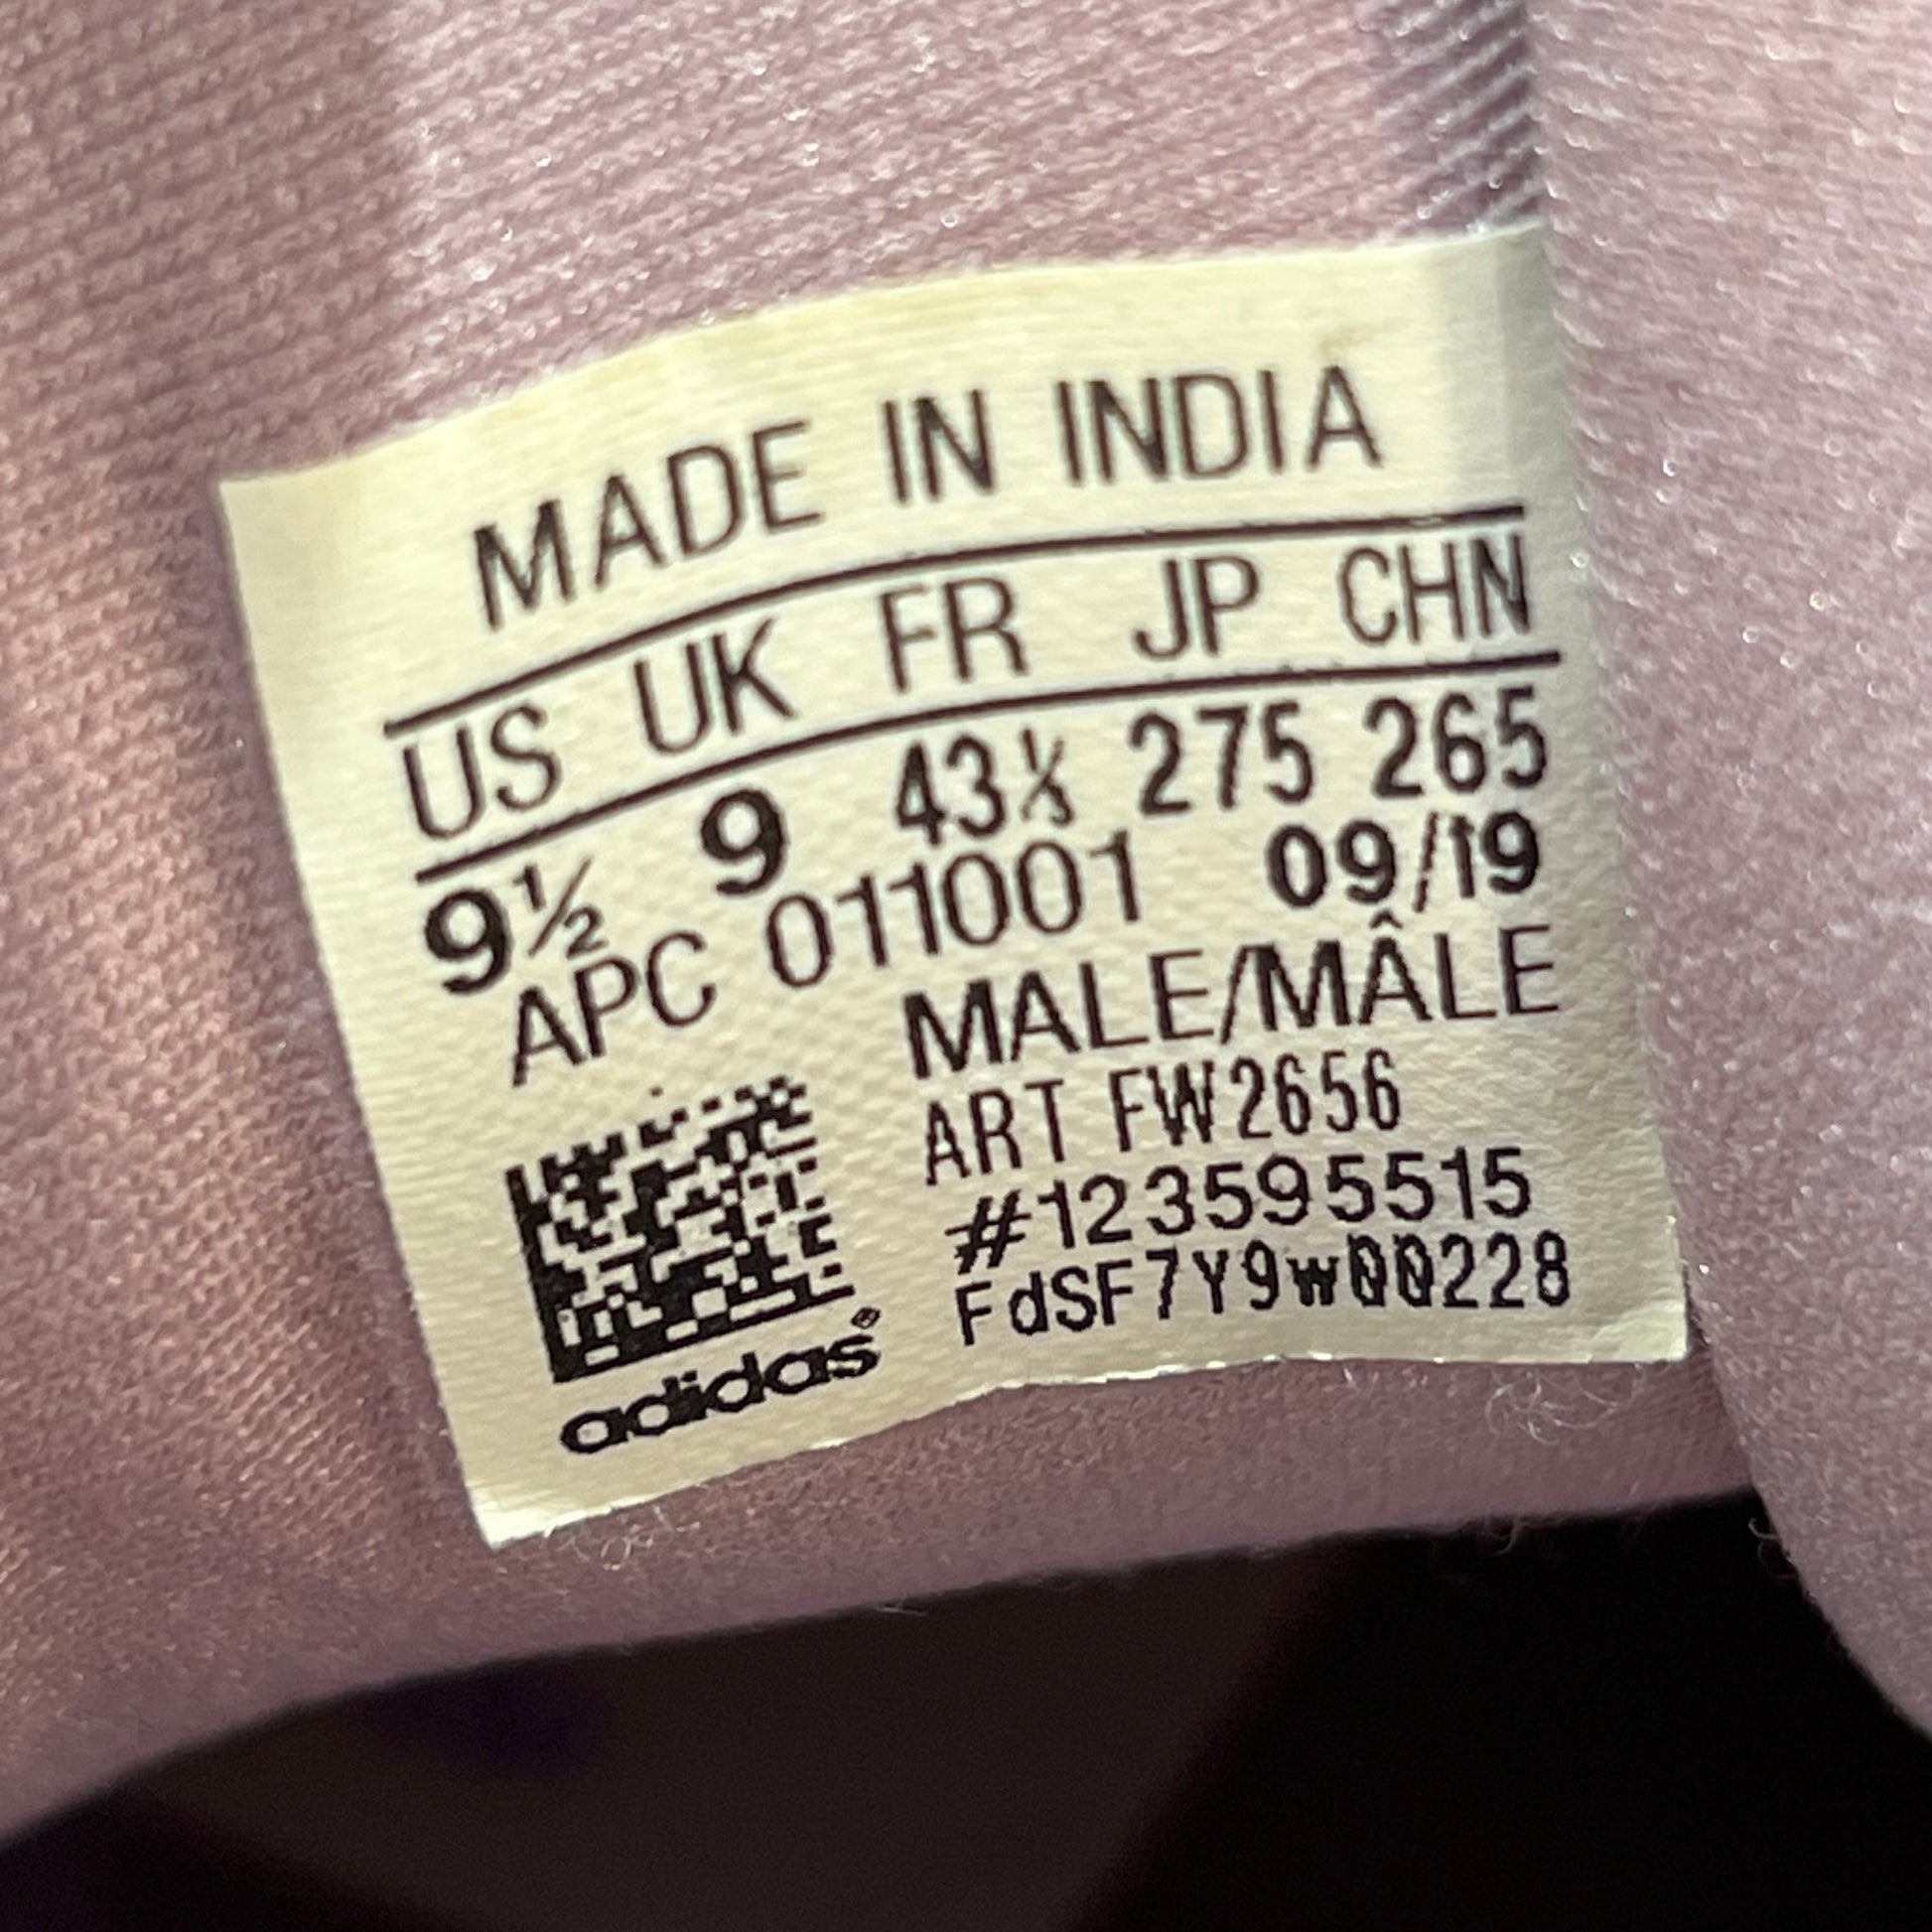 MADE IN INDIA
US UK FR JP CHN
9½ 9 43⅓ 275 265
APC 011001 09/19
MALE/MÂLE
ART FW2656
#123595515
FdSF7Y9w00228
adidas®